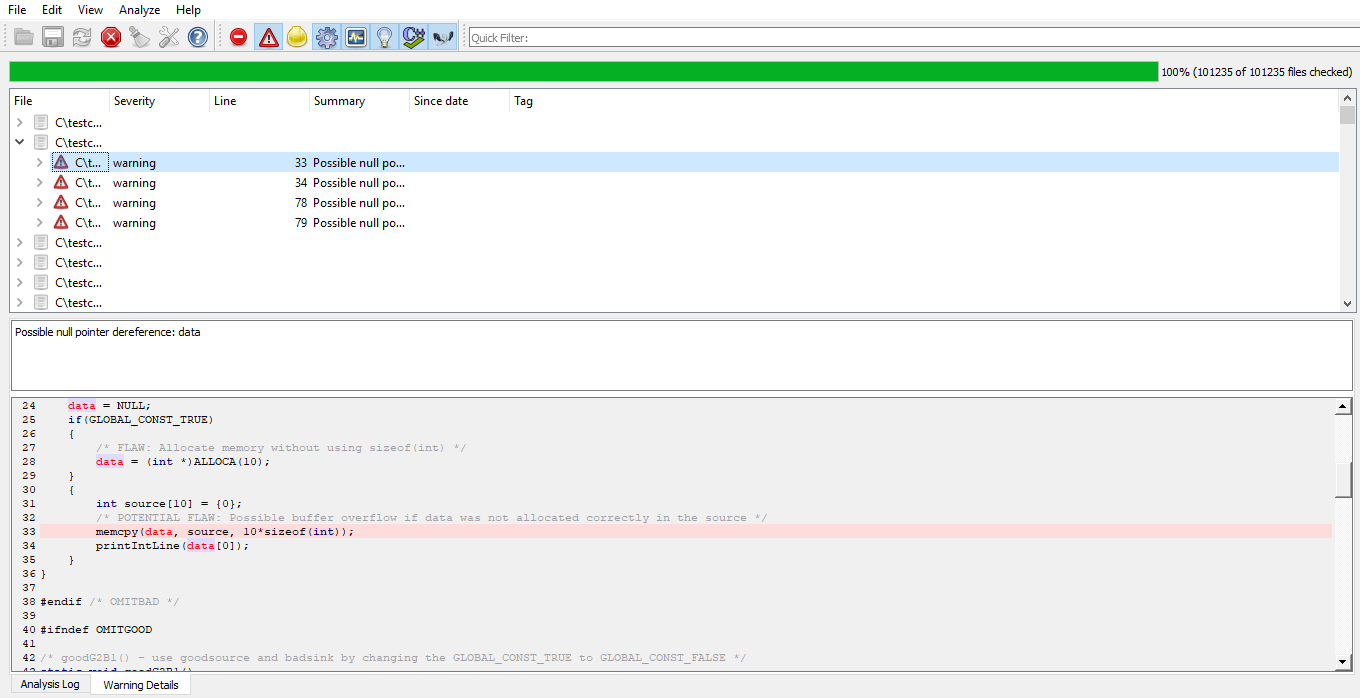 File Edit View Analyze Help
Quick Filter:
100% (101235 of 101235 files checked)
File Severity Line Summary Since date Tag
C\testc...
C\testc...
C\t... warning 33 Possible null po...
C\t... warning 34 Possible null po...
C\t... warning 78 Possible null po...
C\t... warning 79 Possible null po...
C\testc...
C\testc...
C\testc...
C\testc...
Possible null pointer dereference: data
24 data = NULL;
25 if(GLOBAL_CONST_TRUE)
26 {
27 /* FLAW: Allocate memory without using sizeof(int) */
28 data = (int *)ALLOCA(10);
29 }
30 {
31 int source[10] = {0};
32 /* POTENTIAL FLAW: Possible buffer overflow if data was not allocated correctly in the source */
33 memcpy(data, source, 10*sizeof(int));
34 printIntLine(data[0]);
35 }
36 }
37
38 #endif /* OMITBAD */
39
40 #ifndef OMITGOOD
41
42 /* goodG2B1() - use goodsource and badsink by changing the GLOBAL_CONST_TRUE to GLOBAL_CONST_FALSE */
43 static void goodG2B1()
Analysis Log Warning Details